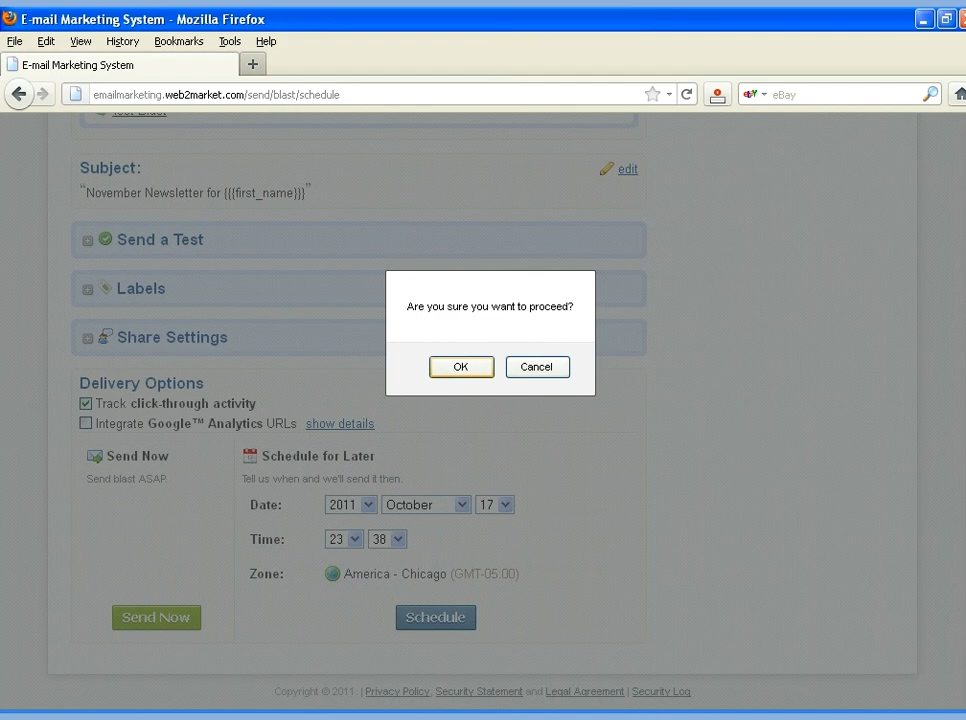 E-mail Marketing System - Mozilla Firefox
File Edit View History Bookmarks Tools Help
E-mail Marketing System
emailmarketing.web2market.com/send/blast/schedule
eBay
Test Blast
Subject:
edit
"November Newsletter for {{{first_name}}}"
Send a Test
Labels
Are you sure you want to proceed?
Share Settings
OK Cancel
Delivery Options
Track click-through activity
Integrate Google™ Analytics URLs show details
Send Now
Send blast ASAP.
Schedule for Later
Tell us when and we'll send it then.
Date: 2011 October 17
Time: 23 38
Zone: America - Chicago (GMT-05:00)
Send Now
Schedule
Copyright © 2011. | Privacy Policy, Security Statement and Legal Agreement | Security Log